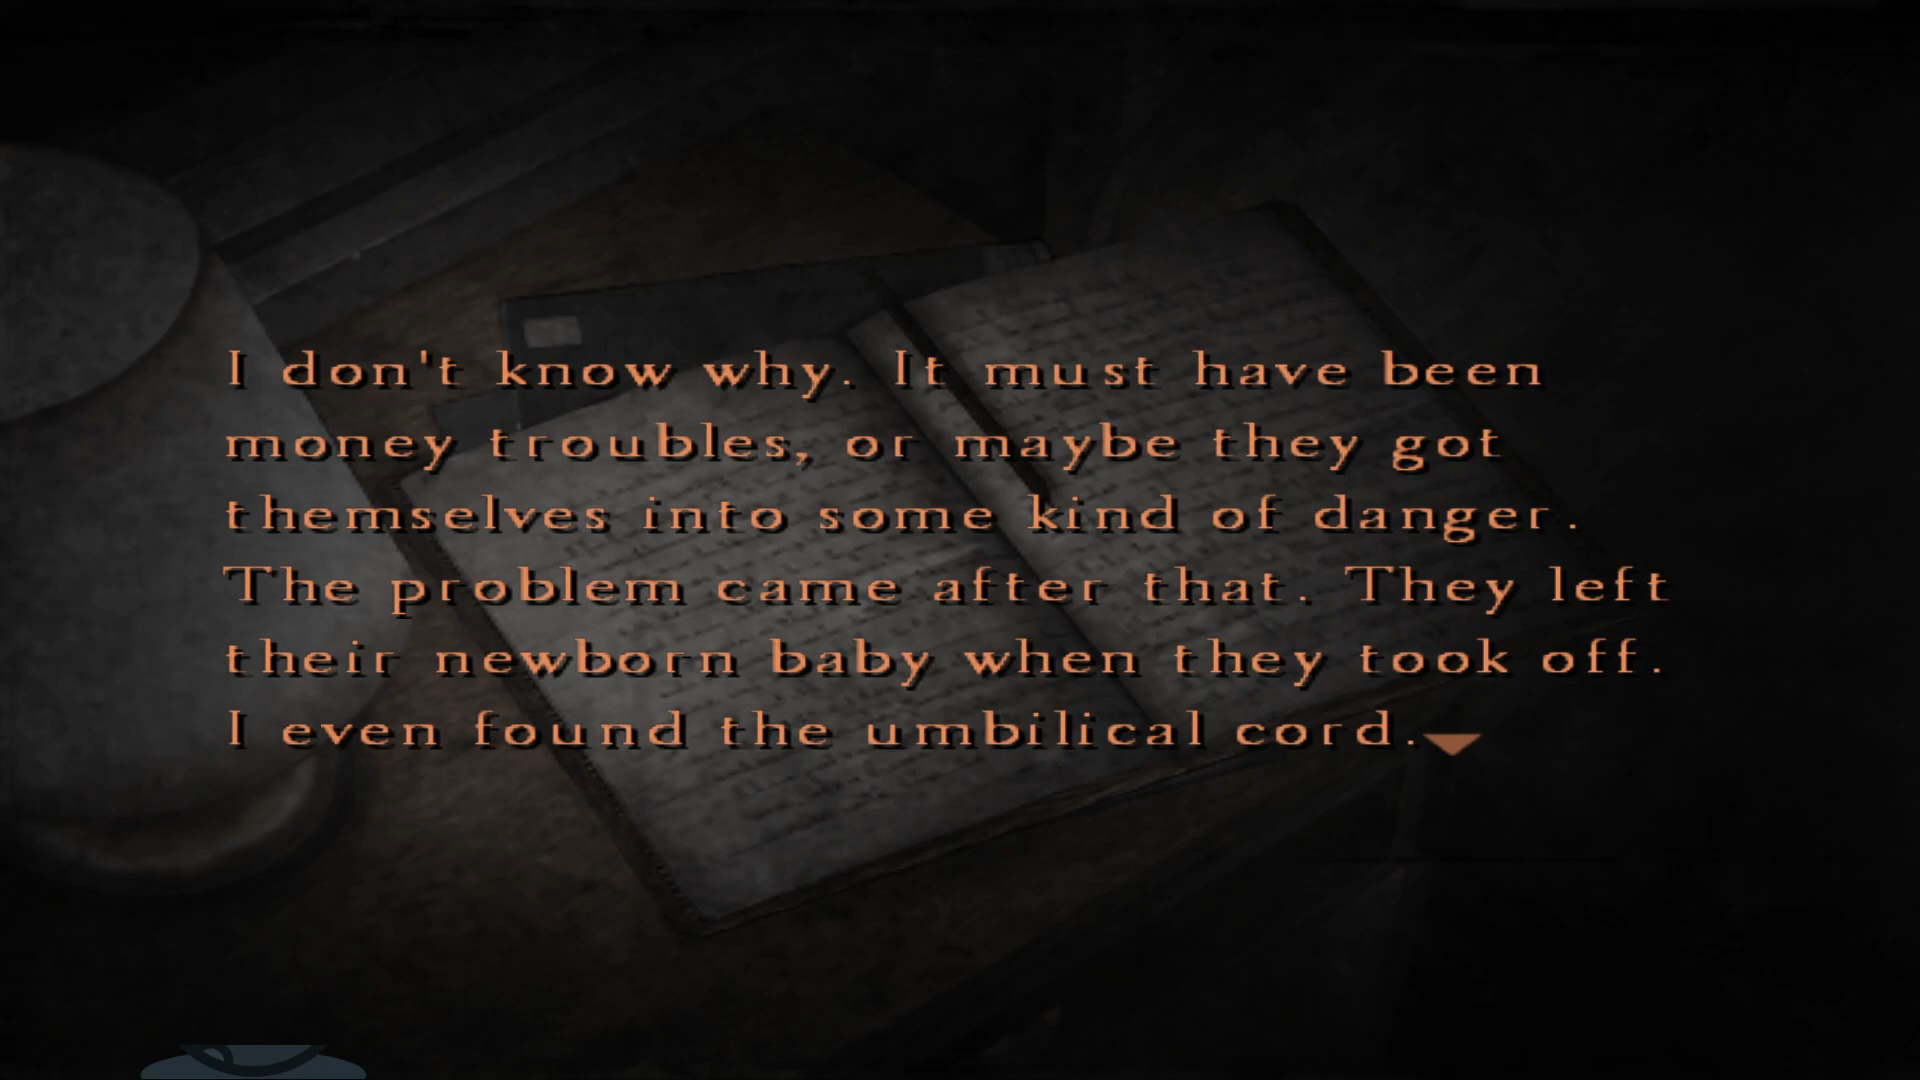 I don't know why. It must have been
money troubles, or maybe they got
themselves into some kind of danger.
The problem came after that. They left
their newborn baby when they took off.
I even found the umbilical cord.